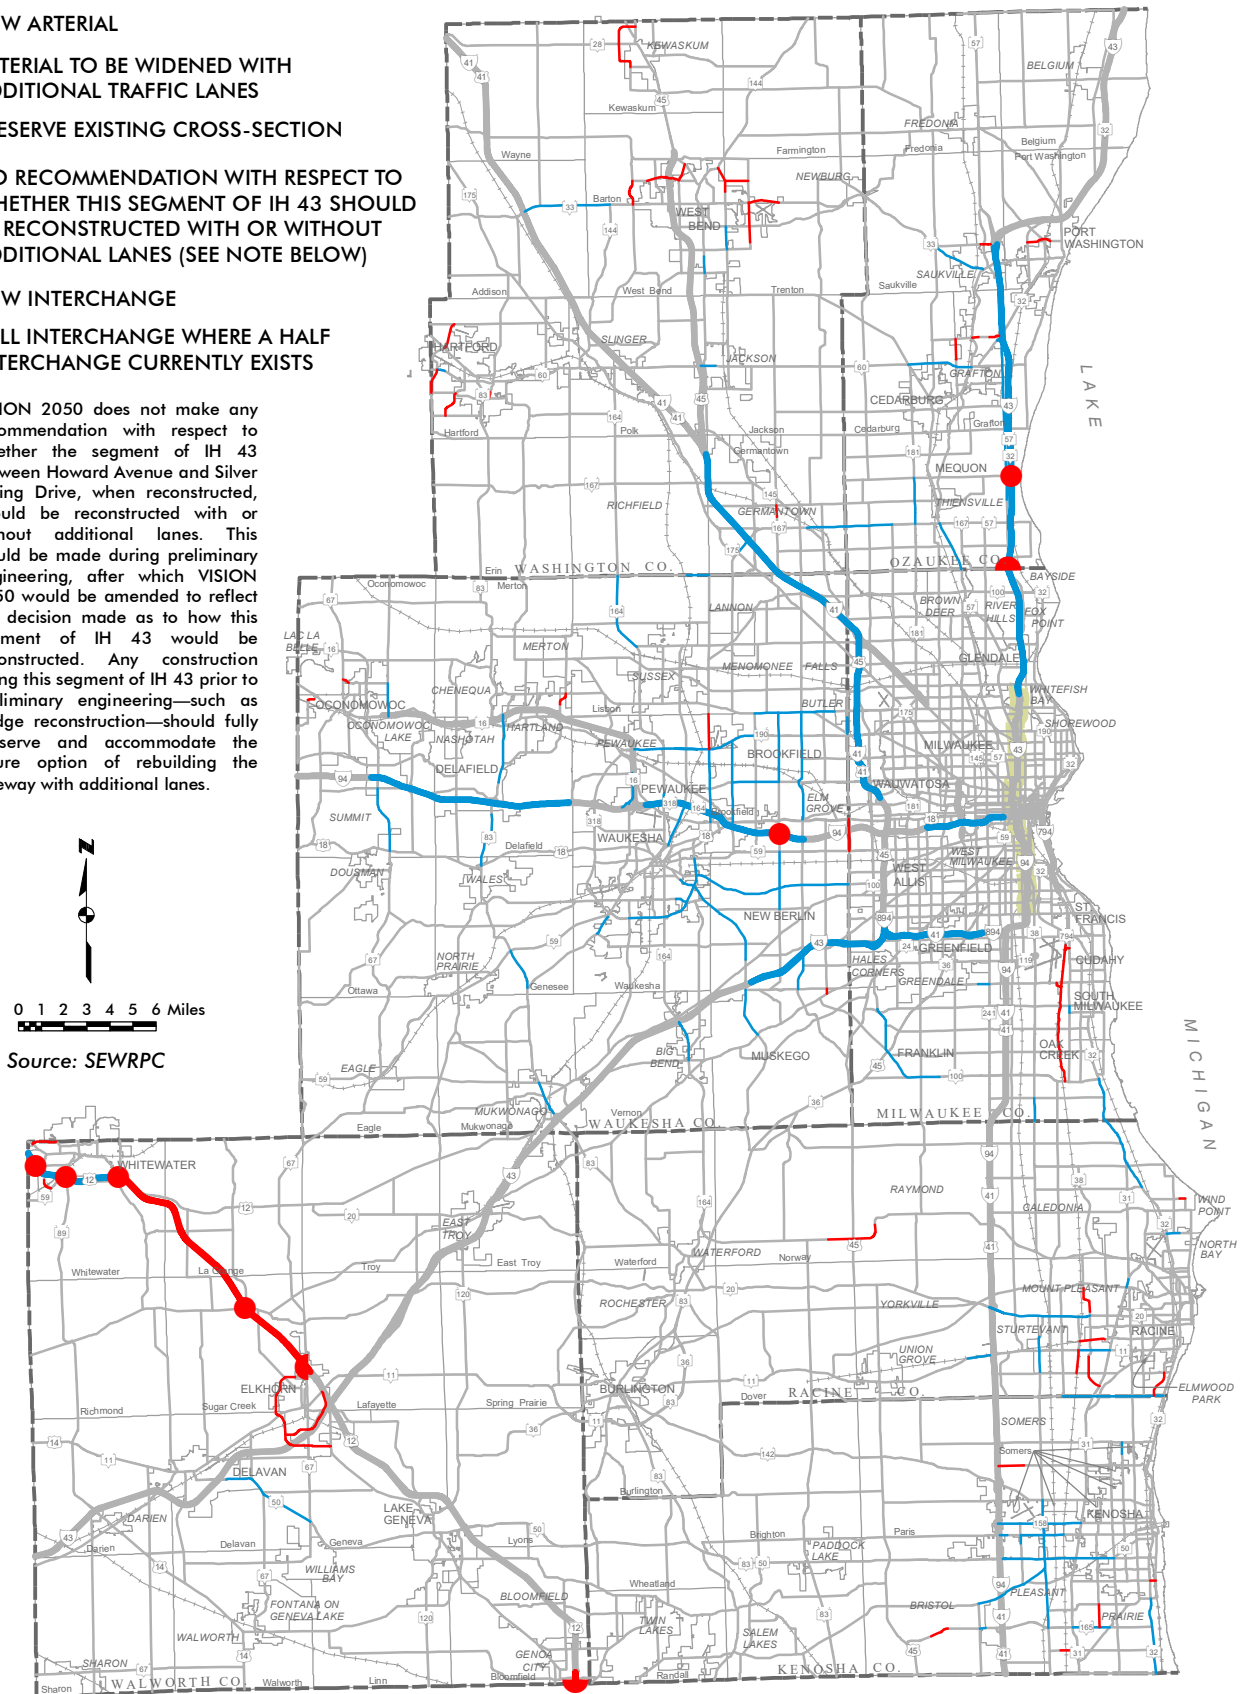 W ARTERIAL
TERIAL TO BE WIDENED WITH
DDITIONAL TRAFFIC LANES
ESERVE EXISTING CROSS-SECTION
O RECOMMENDATION WITH RESPECT TO
HETHER THIS SEGMENT OF IH 43 SHOULD
RECONSTRUCTED WITH OR WITHOUT
DDITIONAL LANES (SEE NOTE BELOW)
W INTERCHANGE
LL INTERCHANGE WHERE A HALF
TERCHANGE CURRENTLY EXISTS
ION 2050 does not make any
ommendation with respect to
ether the segment of IH 43
ween Howard Avenue and Silver
ing Drive, when reconstructed,
ould be reconstructed with or
hout additional lanes. This
uld be made during preliminary
gineering, after which VISION
50 would be amended to reflect
decision made as to how this
ment of IH 43 would be
onstructed. Any construction
ng this segment of IH 43 prior to
liminary engineering—such as
dge reconstruction—should fully
serve and accommodate the
ure option of rebuilding the
eway with additional lanes.
N
0 1 2 3 4 5 6 Miles
Source: SEWRPC
KEWASKUM
Kewaskum
BELGIUM
Belgium
FREDONIA
Fredonia
Port Washington
Wayne
Farmington
NEWBURG
Barton
WEST
BEND
PORT
WASHINGTON
SAUKVILLE
Saukville
Addison
West Bend
Trenton
SLINGER
HARTFORD
Hartford
JACKSON
Jackson
Polk
Germantown
GERMANTOWN
RICHFIELD
GRAFTON
Grafton
CEDARBURG
Cedarburg
MEQUON
THIENSVILLE
LAKE
MICHIGAN
Erin
WASHINGTON CO.
OZAUKEE CO.
Oconomowoc
Merton
LANNON
BROWN
DEER
RIVER
HILLS
BAYSIDE
FOX
POINT
LAC LA
BELLE
MERTON
SUSSEX
MENOMONEE FALLS
GLENDALE
WHITEFISH
BAY
SHOREWOOD
OCONOMOWOC
CHENEQUA
Lisbon
OCONOMOWOC
LAKE
NASHOTAH
HARTLAND
PEWAUKEE
BUTLER
BROOKFIELD
MILWAUKEE
WAUWATOSA
DELAFIELD
PEWAUKEE
Brookfield
ELM
GROVE
SUMMIT
WAUKESHA
Delafield
DOUSMAN
WALES
WEST
MILWAUKEE
WEST
ALLIS
NEW BERLIN
ST.
FRANCIS
GREENFIELD
CUDAHY
HALES
CORNERS
GREENDALE
NORTH
PRAIRIE
Ottawa
Genesee
Waukesha
SOUTH
MILWAUKEE
EAGLE
BIG
BEND
MUSKEGO
FRANKLIN
OAK
CREEK
MUKWONAGO
Vernon
Eagle
Mukwonago
WAUKESHA CO.
MILWAUKEE CO.
WHITEWATER
Whitewater
La Grange
EAST
TROY
Troy
East Troy
RAYMOND
CALEDONIA
WIND
POINT
NORTH
BAY
WATERFORD
Waterford
Norway
ROCHESTER
YORKVILLE
MOUNT PLEASANT
STURTEVANT
RACINE
UNION
GROVE
ELMWOOD
PARK
ELKHORN
Richmond
Sugar Creek
Lafayette
Spring Prairie
BURLINGTON
Dover
RACINE CO.
SOMERS
Somers
DELAVAN
LAKE
GENEVA
Burlington
KENOSHA
DARIEN
Darien
Delavan
Geneva
Lyons
Brighton
Paris
PADDOCK
LAKE
WILLIAMS
BAY
FONTANA ON
GENEVA LAKE
BLOOMFIELD
Wheatland
BRISTOL
PLEASANT
PRAIRIE
WALWORTH
TWIN
LAKES
SALEM
LAKES
SHARON
Sharon
WALWORTH CO.
Walworth
Linn
GENOA
CITY
Bloomfield
Randall
KENOSHA CO.